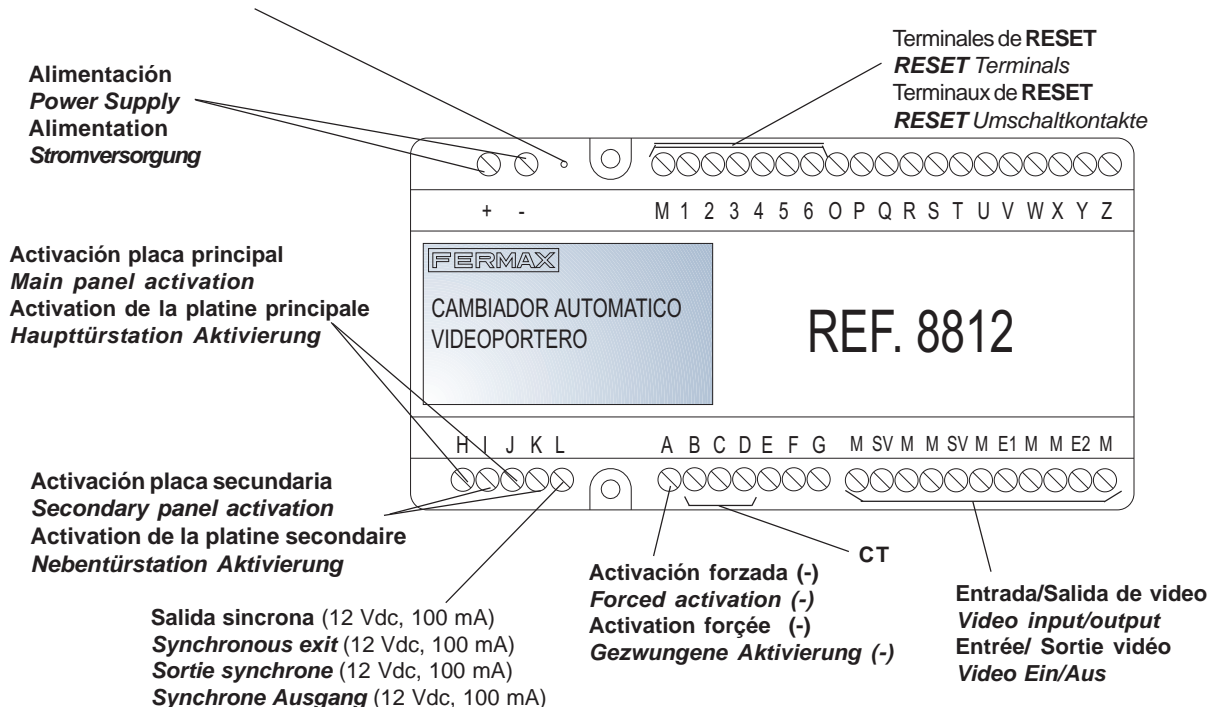 Terminales de RESET
RESET Terminals
Terminaux de RESET
RESET Umschaltkontakte
Alimentación
Power Supply
Alimentation
Stromversorgung
+ -
M 1 2 3 4 5 6 O P Q R S T U V W X Y Z
Activación placa principal
Main panel activation
Activation de la platine principale
Haupttürstation Aktivierung
FERMAX
CAMBIADOR AUTOMATICO
VIDEOPORTERO
REF. 8812
H I J K L
A B C D E F G
M SV M M SV M E1 M M E2 M
Activación placa secundaria
Secondary panel activation
Activation de la platine secondaire
Nebentürstation Aktivierung
CT
Salida sincrona (12 Vdc, 100 mA)
Synchronous exit (12 Vdc, 100 mA)
Sortie synchrone (12 Vdc, 100 mA)
Synchrone Ausgang (12 Vdc, 100 mA)
Activación forzada (-)
Forced activation (-)
Activation forçée (-)
Gezwungene Aktivierung (-)
Entrada/Salida de video
Video input/output
Entrée/ Sortie vidéo
Video Ein/Aus